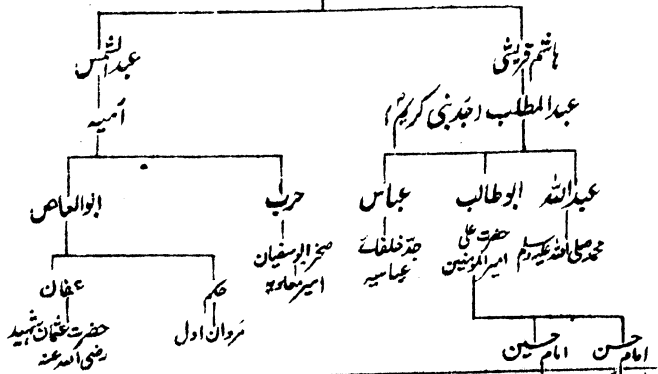 ہاشم قریشی
عبدالشمس
عبدالمطلب (جد نبی کریمؐ)
امیہ
عبداللہ
ابوطالب
عباس
حرب
ابوالعاص
محمد صلی اللہ علیہ وسلم
حضرت علی
امیرالمومنین
جد خلفائے
عباسیہ
صخر ابوسفیان
امیر معاویہ
حکم
عفان
مروان اول
حضرت عثمان شہید
رضی اللہ عنہ
امام حسن
امام حسین